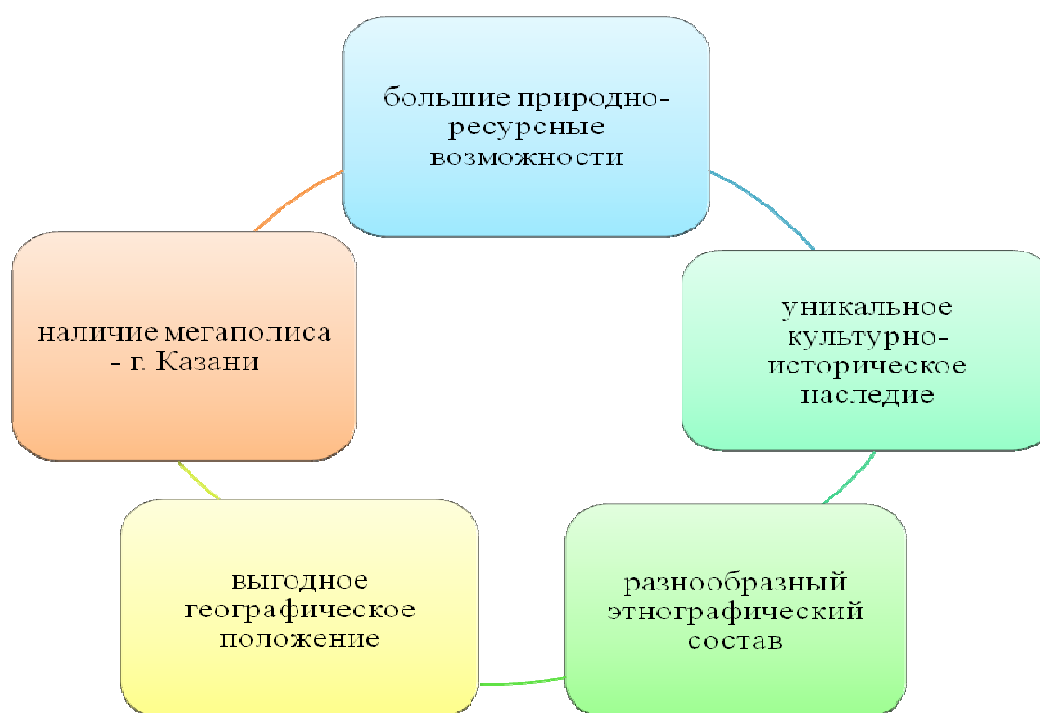 большие природно-
ресурсные
возможности
уникальное
культурно-
историческое
наследие
разнообразный
этнографический
состав
выгодное
географическое
положение
наличие мегаполиса
- г. Казани